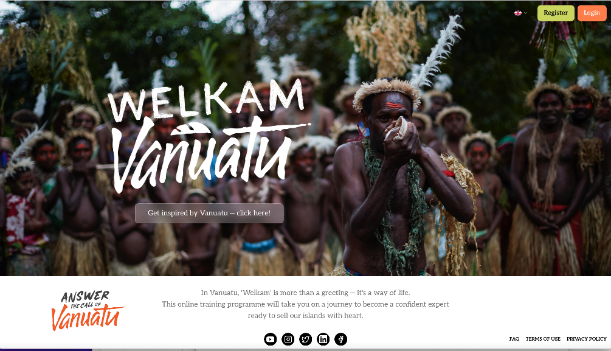 Register
Login
WELKAM
Vanuatu
Get inspired by Vanuatu – click here!
ANSWER
THE CALL OF
Vanuatu
In Vanuatu, 'Welkam' is more than a greeting – it's a way of life.
This online training programme will take you on a journey to become a confident expert
ready to sell our islands with heart.
FAQ TERMS OF USE PRIVACY POLICY